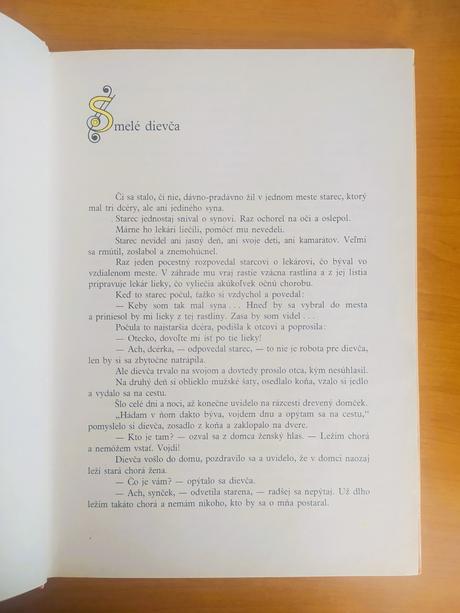 Smelé dievča
Či sa stalo, či nie, dávno-pradávno žil v jednom meste starec, ktorý
mal tri dcéry, ale ani jediného syna.
Starec jednostaj sníval o synovi. Raz ochorel na oči a oslepol.
Márne ho lekári liečili, pomôcť mu nevedeli.
Starec nevidel ani jasný deň, ani svoje deti, ani kamarátov. Veľmi
sa rmútil, zoslabol a znemohúcnel.
Raz jeden pocestný rozpovedal starcovi o lekárovi, čo býval vo
vzdialenom meste. V záhrade mu vraj rastie vzácna rastlina a z jej listia
pripravuje lekár lieky, čo vyliečia akúkoľvek očnú chorobu.
Keď to starec počul, ťažko si vzdychol a povedal:
— Keby som tak mal syna... Hneď by sa vybral do mesta
a priniesol by mi lieky z tej rastliny. Zasa by som videl...
Počula to najstaršia dcéra, podišla k otcovi a poprosila:
— Otecko, dovoľte mi ísť po tie lieky!
— Ach, dcérka, — odpovedal starec, — to nie je robota pre dievča,
len by si sa zbytočne natrápila.
Ale dievča trvalo na svojom a dovtedy prosilo otca, kým nesúhlasil.
Na druhý deň si oblieklo mužské šaty, osedlalo koňa, vzalo si jedlo
a vydalo sa na cestu.
Šlo celé dni a noci, až konečne uvidelo na rázcestí drevený domček.
„Hádam v ňom dakto býva, vojdem dnu a opýtam sa na cestu,“
pomyslelo si dievča, zosadlo z koňa a zaklopalo na dvere.
— Kto je tam? — ozval sa z domca ženský hlas. — Ležím chorá
a nemôžem vstať. Vojdi!
Dievča vošlo do domu, pozdravilo sa a uvidelo, že v domci naozaj
leží stará chorá žena.
— Čo je vám? — opýtalo sa dievča.
— Ach, synček, — odvetila starena, — radšej sa nepýtaj. Už dlho
ležím takáto chorá a nemám nikoho, kto by sa o mňa postaral.